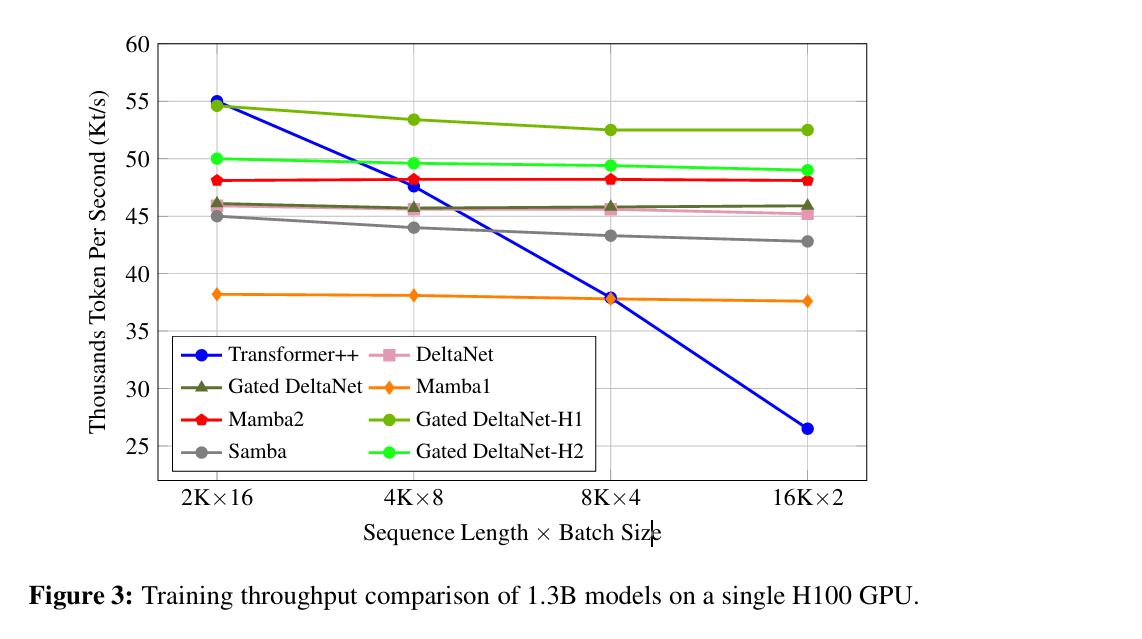 Thousands Token Per Second (Kt/s)
60
55
50
45
40
35
30
25
Transformer++ DeltaNet
Gated DeltaNet Mamba1
Mamba2 Gated DeltaNet-H1
Samba Gated DeltaNet-H2
2K×16 4K×8 8K×4 16K×2
Sequence Length × Batch Size
Figure 3: Training throughput comparison of 1.3B models on a single H100 GPU.